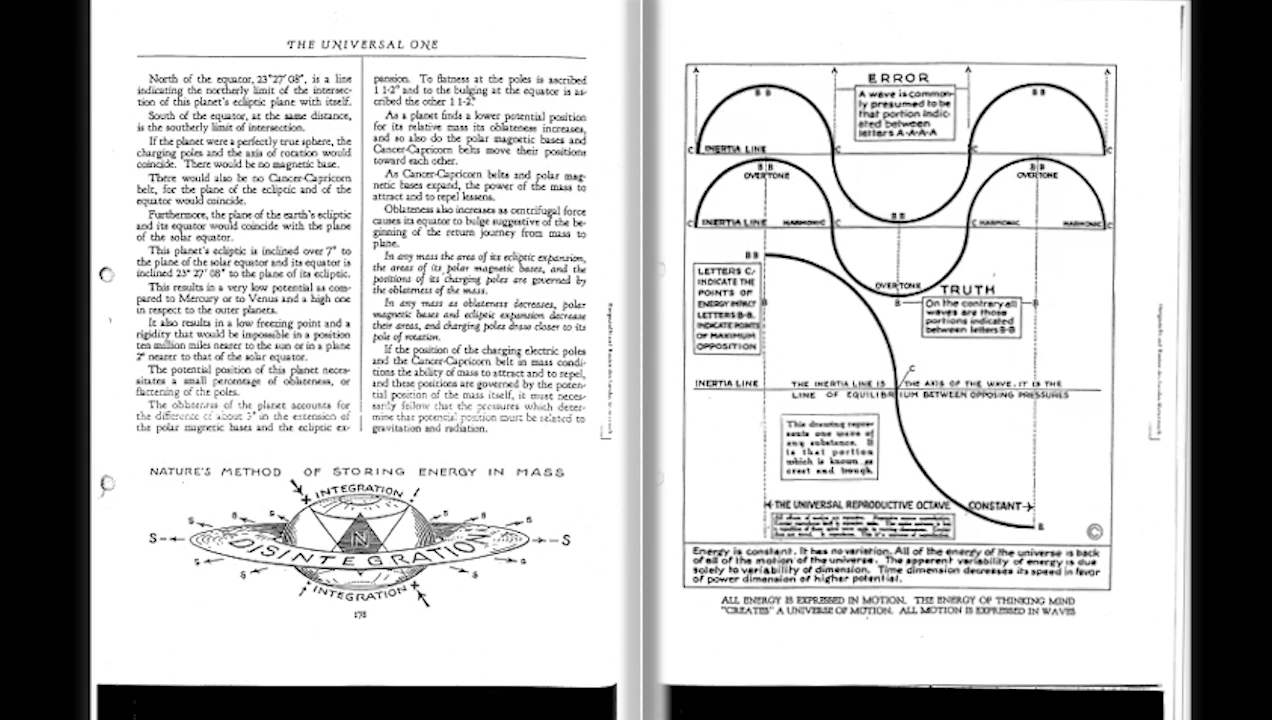 THE UNIVERSAL ONE
North of the equator, 23°27'08", is a line
indicating the northerly limit of the intersec-
tion of this planet's ecliptic plane with itself.
South of the equator, at the same distance,
is the southerly limit of intersection.
If the planet were a perfectly true sphere, the
charging poles and the axis of rotation would
coincide. There would be no magnetic base.
There would also be no Cancer-Capricorn
belt, for the plane of the ecliptic and of the
equator would coincide.
Furthermore, the plane of the earth's ecliptic
and its equator would coincide with the plane
of the solar equator.
This planet's ecliptic is inclined over 7° to
the plane of the solar equator and its equator is
inclined 23° 27' 08" to the plane of its ecliptic.
This results in a very low potential as com-
pared to Mercury or to Venus and a high one
in respect to the outer planets.
It also results in a low freezing point and a
rigidity that would be impossible in a position
ten million miles nearer to the sun or in a plane
2° nearer to that of the solar equator.
The potential position of this planet neces-
sitates a small percentage of oblateness, or
flattening of the poles.
The oblateness of the planet accounts for
the difference of about 3° in the extension of
the polar magnetic bases and the ecliptic ex-
pansion. To flatness at the poles is ascribed
1 1-2° and to the bulging at the equator is as-
cribed the other 1 1-2°.
As a planet finds a lower potential position
for its relative mass its oblateness increases,
and so also do the polar magnetic bases and
Cancer-Capricorn belts move their positions
toward each other.
As Cancer-Capricorn belts and polar mag-
netic bases expand, the power of the mass to
attract and to repel lessens.
Oblateness also increases as centrifugal force
causes its equator to bulge suggestive of the be-
ginning of the return journey from mass to
plane.
In any mass the area of its ecliptic expansion,
the areas of its polar magnetic bases, and the
positions of its charging poles are governed by
the oblateness of the mass.
In any mass as oblateness decreases, polar
magnetic bases and ecliptic expansion decrease
their areas, and charging poles draw closer to its
pole of rotation.
If the position of the charging electric poles
and the Cancer-Capricorn belt in mass condi-
tions the ability of mass to attract and to repel,
and these positions are governed by the poten-
tial position of the mass itself, it must neces-
sarily follow that the pressures which deter-
mine that potential position must be related to
gravitation and radiation.
NATURE'S METHOD OF STORING ENERGY IN MASS
INTEGRATION
S S S S
S S S S
S N S
DISINTEGRATION
S S S S
INTEGRATION
178
A A A A
ERROR
A wave is common-
ly presumed to be
that portion indic-
ated between
letters A-A-A-A
B B
B B
C INERTIA LINE C C C
B B
OVERTONE
B B
B B
OVERTONE
C INERTIA LINE HARMONIC C C HARMONIC HARMONIC C
B B
OVERTONE
LETTERS C.
INDICATE THE
POINTS OF
ENERGY IMPACT
LETTERS B-B.
INDICATE POINTS
OF MAXIMUM
OPPOSITION
B
B
TRUTH
B
On the contrary all
waves are those
portions indicated
between letters B-B
C
INERTIA LINE THE INERTIA LINE IS THE AXIS OF THE WAVE. IT IS THE
LINE OF EQUILIBRIUM BETWEEN OPPOSING PRESSURES
This drawing repre-
sents one wave of
any substance. It
is that portion
which is known as
crest and trough.
THE UNIVERSAL REPRODUCTIVE OCTAVE CONSTANT
B
©
Energy is constant. It has no variation. All of the energy of the universe is back
of all of the motion of the universe. The apparent variability of energy is due
solely to variability of dimension. Time dimension decreases its speed in favor
of power dimension of higher potential.
ALL ENERGY IS EXPRESSED IN MOTION. THE ENERGY OF THINKING MIND
"CREATES" A UNIVERSE OF MOTION. ALL MOTION IS EXPRESSED IN WAVES